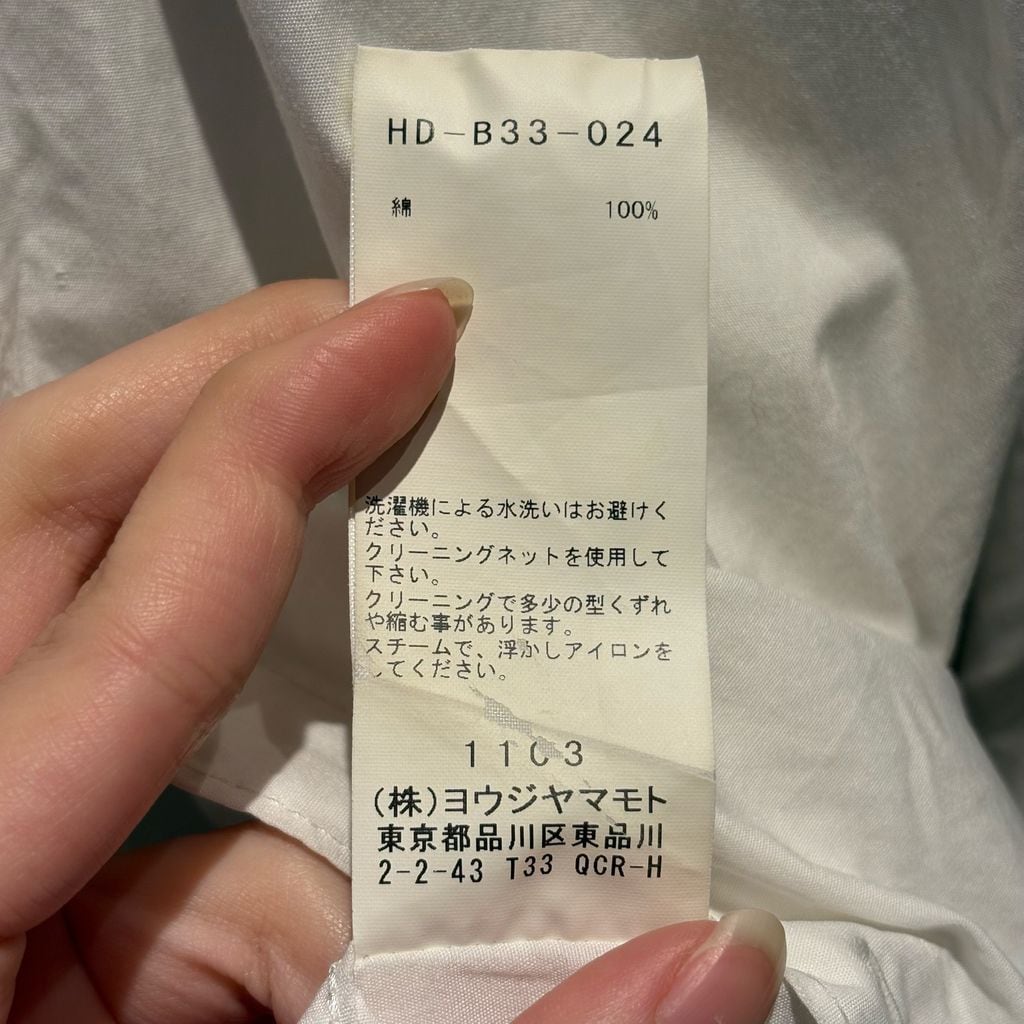 HD-B33-024
綿 100%
洗濯機による水洗いはお避けく
ださい。
クリーニングネットを使用して
下さい。
クリーニングで多少の型くずれ
や縮む事があります。
スチームで、浮かしアイロンを
してください。
1103
(株)ヨウジヤマモト
東京都品川区東品川
2-2-43 T33 QCR-H